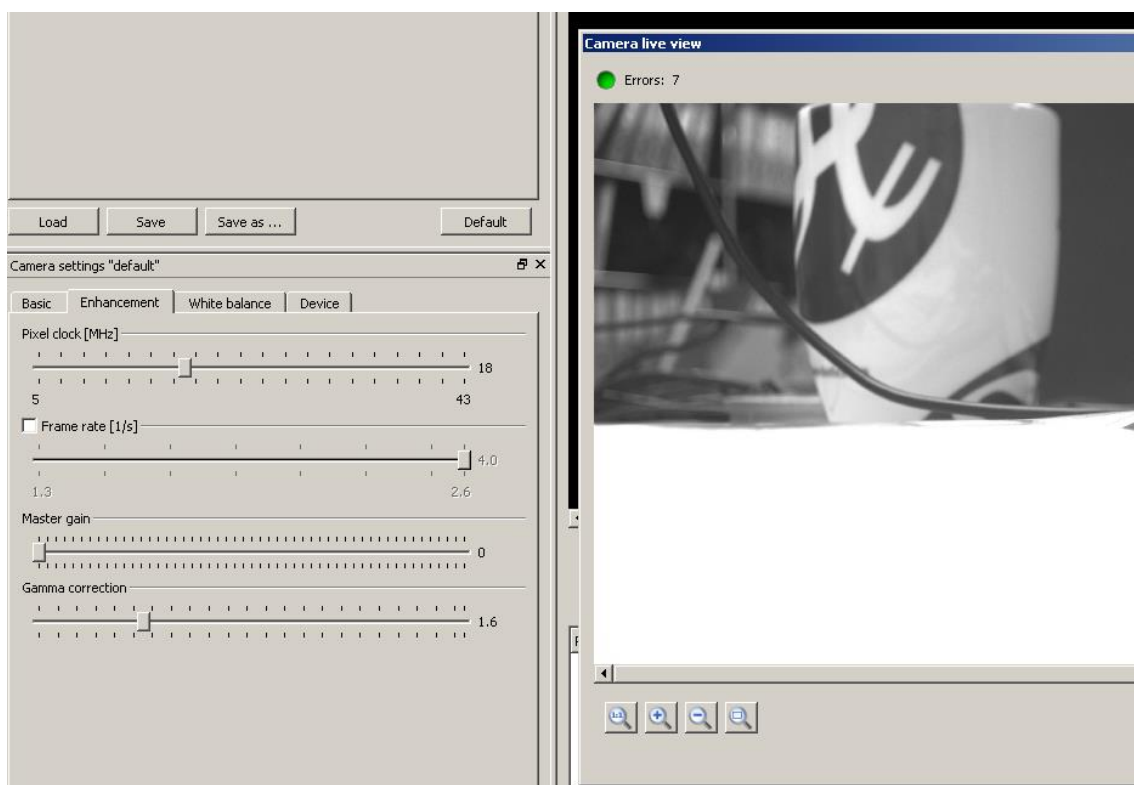 Camera live view
Errors: 7
Load Save Save as ... Default
Camera settings "default"
Basic Enhancement White balance Device
Pixel clock [MHz]
18
5 43
Frame rate [1/s]
4.0
1.3 2.6
Master gain
0
Gamma correction
1.6